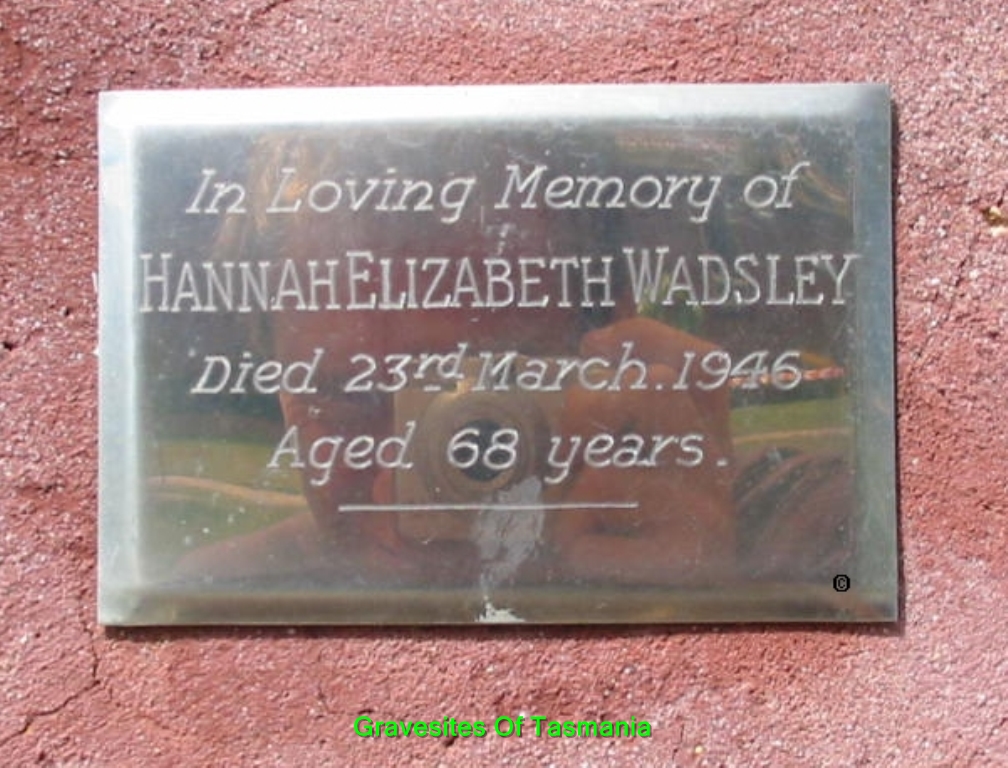 In Loving Memory of
HANNAH ELIZABETH WADSLEY
Died 23rd March.1946
Aged 68 years.
©
Gravesites Of Tasmania